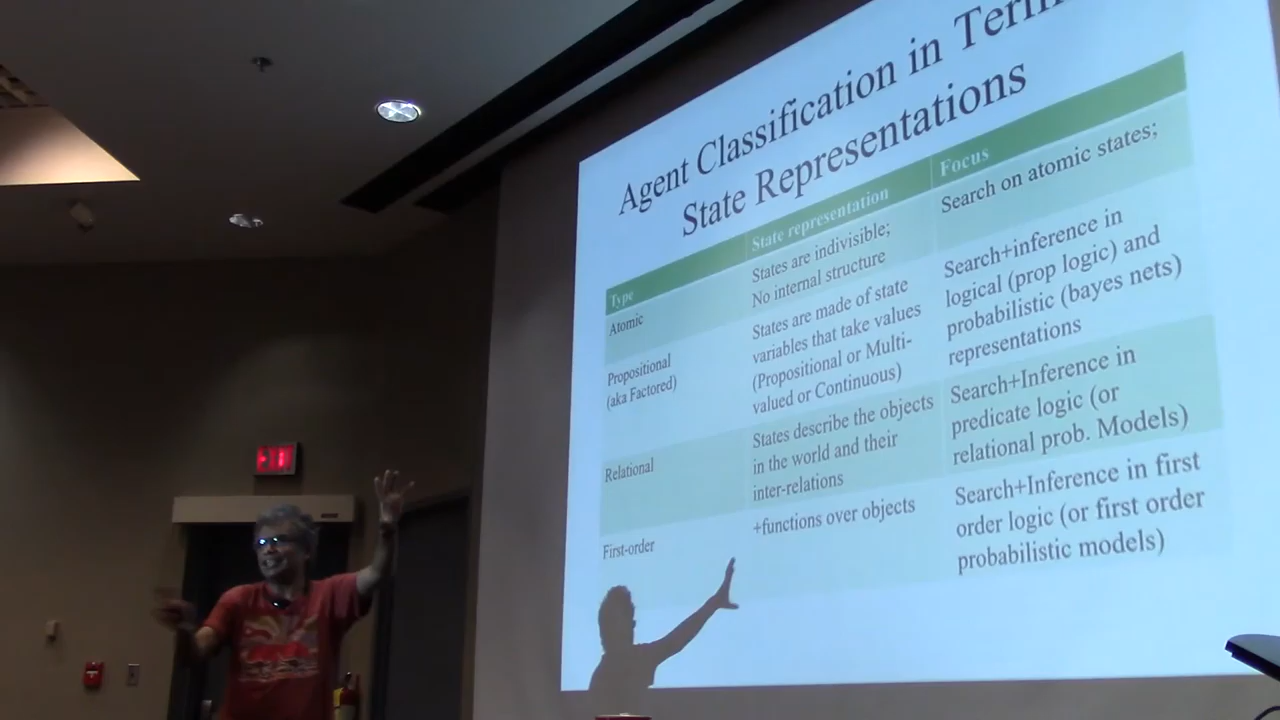 Agent Classification in
State Representations
Type
State representation
Focus
Atomic
States are indivisible;
No internal structure
Search on atomic states;
Propositional
(aka Factored)
States are made of state
variables that take values
(Propositional or Multi-
valued or Continuous)
Search+inference in
logical (prop logic) and
probabilistic (bayes nets)
representations
Relational
States describe the objects
in the world and their
inter-relations
Search+Inference in
predicate logic (or
relational prob. Models)
First-order
+functions over objects
Search+Inference in first
order logic (or first order
probabilistic models)